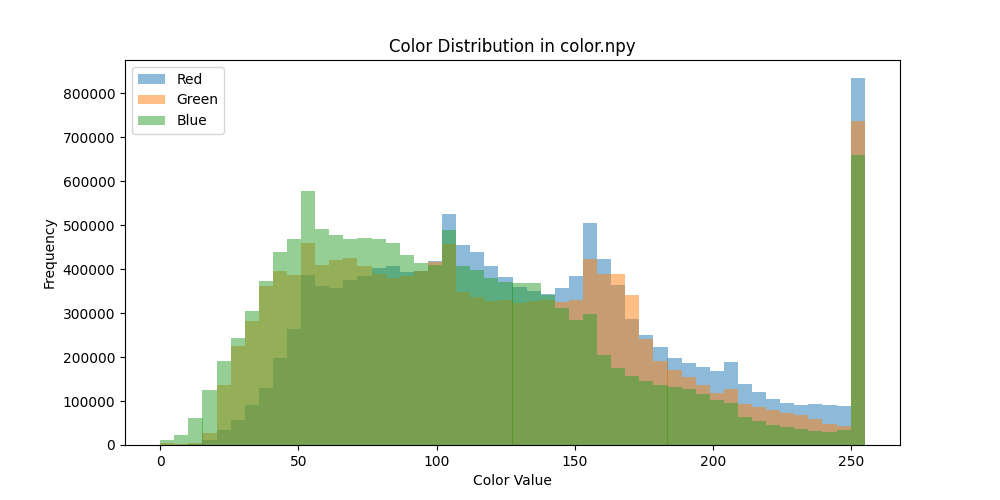 Color Distribution in color.npy
Red
Green
Blue
800000
700000
600000
500000
400000
300000
200000
100000
0
Frequency
0 50 100 150 200 250
Color Value